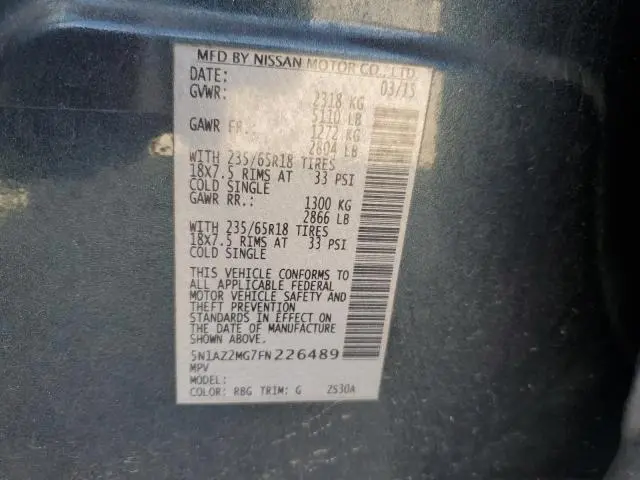 MFD BY NISSAN MOTOR CO., LTD.
DATE: 03/15
GVWR: 2318 KG
5110 LB
GAWR FR.: 1272 KG
2804 LB
WITH 235/65R18 TIRES
18X7.5 RIMS AT 33 PSI
COLD SINGLE
GAWR RR.: 1300 KG
2866 LB
WITH 235/65R18 TIRES
18X7.5 RIMS AT 33 PSI
COLD SINGLE
THIS VEHICLE CONFORMS TO
ALL APPLICABLE FEDERAL
MOTOR VEHICLE SAFETY AND
THEFT PREVENTION
STANDARDS IN EFFECT ON
THE DATE OF MANUFACTURE
SHOWN ABOVE.
5N1AZ2MG7FN226489
MPV
MODEL:
COLOR: RBG TRIM: G ZS30A